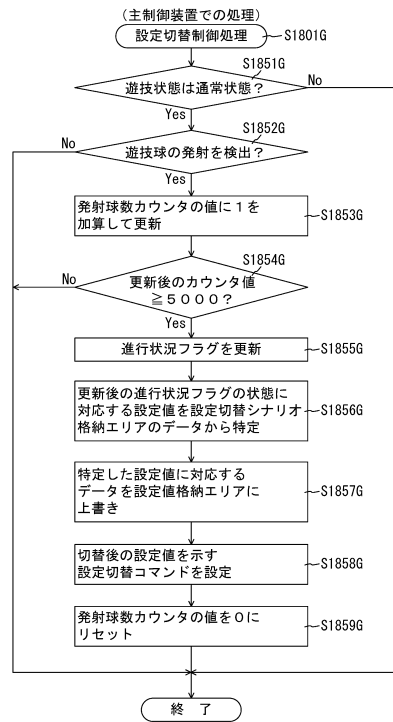 (主制御装置での処理)
設定切替制御処理
S1801G
S1851G
遊技状態は通常状態?
No
Yes
S1852G
遊技球の発射を検出?
No
Yes
発射球数カウンタの値に1を
加算して更新
S1853G
S1854G
更新後のカウンタ値
≧5000?
No
Yes
進行状況フラグを更新
S1855G
更新後の進行状況フラグの状態に
対応する設定値を設定切替シナリオ
格納エリアのデータから特定
S1856G
特定した設定値に対応する
データを設定値格納エリアに
上書き
S1857G
切替後の設定値を示す
設定切替コマンドを設定
S1858G
発射球数カウンタの値を0に
リセット
S1859G
終 了